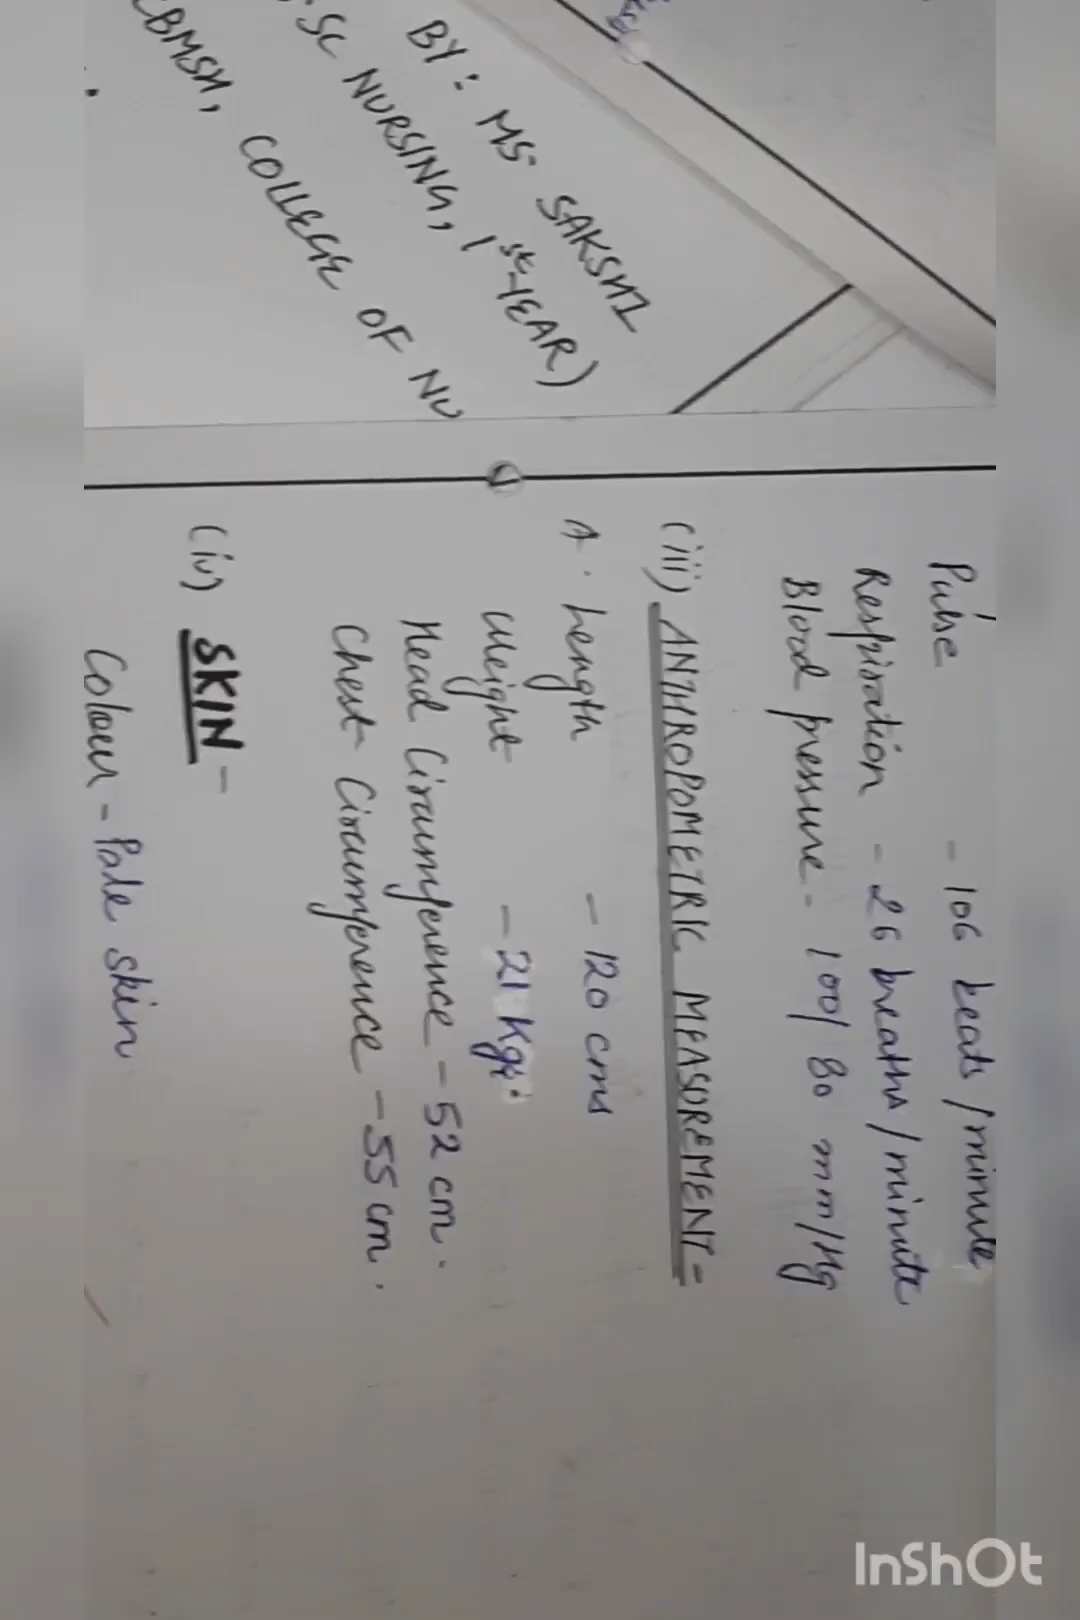 BY: MS. SAKSHI
SC NURSING, 1st YEAR)
BMSM, COLLEGE OF NU
Pulse - 106 beats/minute
Respiration - 26 breaths/minute
Blood pressure - 100/80 mm/Hg
(iii) ANTHROPOMETRIC MEASUREMENT-
Length - 120 cms
Weight - 21 Kgs.
Head Circumference - 52 cm.
Chest Circumference - 55 cm.
(iv) SKIN-
Colour - Pale skin
InShOt